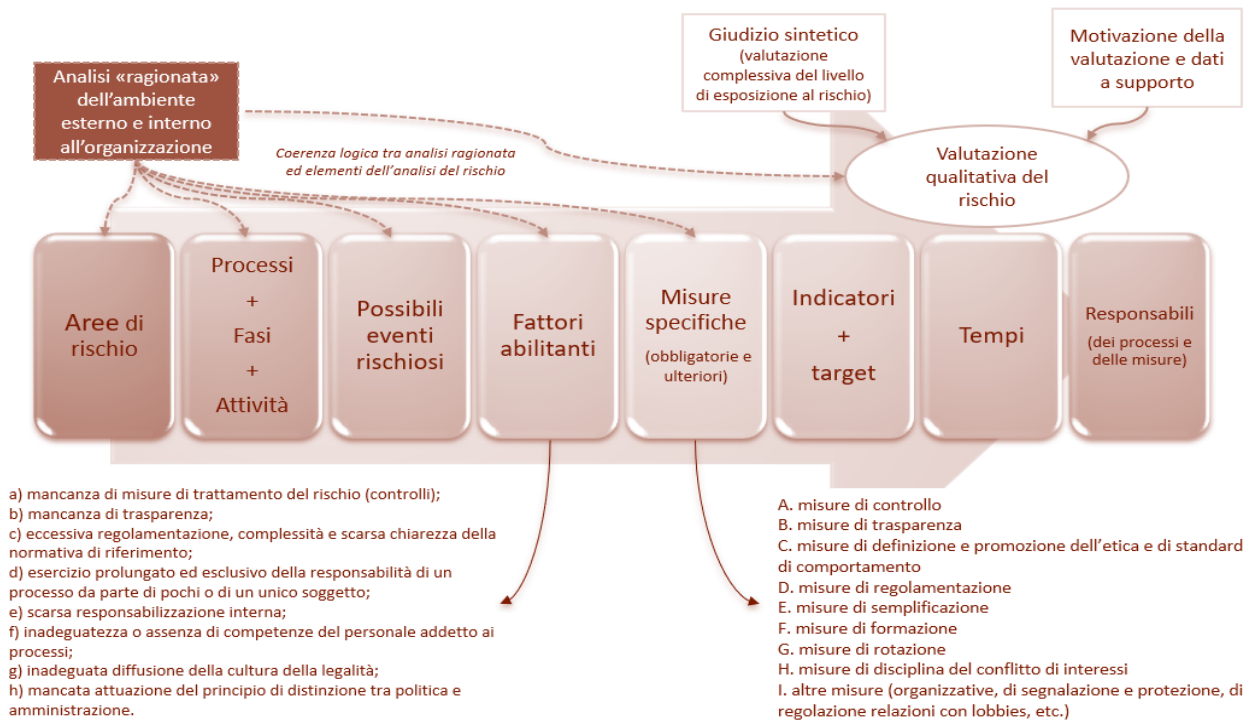 Analisi «ragionata»
dell'ambiente
esterno e interno
all'organizzazione
Giudizio sintetico
(valutazione
complessiva del livello
di esposizione al rischio)
Motivazione della
valutazione e dati
a supporto
Coerenza logica tra analisi ragionata
ed elementi dell'analisi del rischio
Valutazione
qualitativa del
rischio
Aree di
rischio
Processi
+
Fasi
+
Attività
Possibili
eventi
rischiosi
Fattori
abilitanti
Misure
specifiche
(obbligatorie e
ulteriori)
Indicatori
+
target
Tempi
Responsabili
(dei processi e
delle misure)
a) mancanza di misure di trattamento del rischio (controlli);
b) mancanza di trasparenza;
c) eccessiva regolamentazione, complessità e scarsa chiarezza della
normativa di riferimento;
d) esercizio prolungato ed esclusivo della responsabilità di un
processo da parte di pochi o di un unico soggetto;
e) scarsa responsabilizzazione interna;
f) inadeguatezza o assenza di competenze del personale addetto ai
processi;
g) inadeguata diffusione della cultura della legalità;
h) mancata attuazione del principio di distinzione tra politica e
amministrazione.
A. misure di controllo
B. misure di trasparenza
C. misure di definizione e promozione dell'etica e di standard
di comportamento
D. misure di regolamentazione
E. misure di semplificazione
F. misure di formazione
G. misure di rotazione
H. misure di disciplina del conflitto di interessi
I. altre misure (organizzative, di segnalazione e protezione, di
regolazione relazioni con lobbies, etc.)